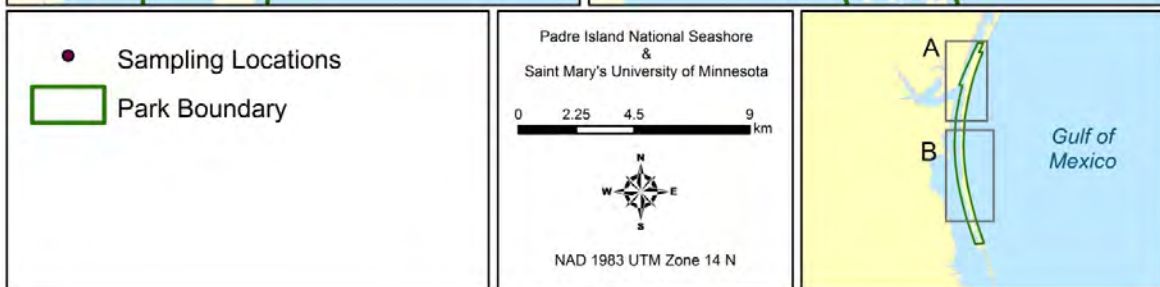 Sampling Locations
Park Boundary
Padre Island National Seashore
&
Saint Mary's University of Minnesota
0 2.25 4.5 9
km
N
W E
S
NAD 1983 UTM Zone 14 N
A
B
Gulf of
Mexico